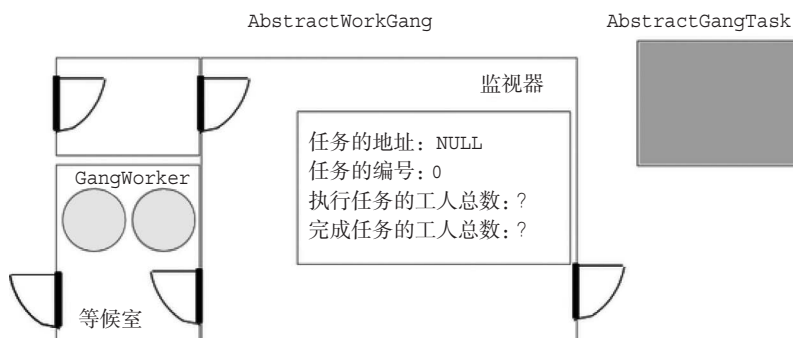 AbstractWorkGang
AbstractGangTask
监视器
任务的地址：NULL
任务的编号：0
执行任务的工人总数：?
完成任务的工人总数：?
GangWorker
等候室